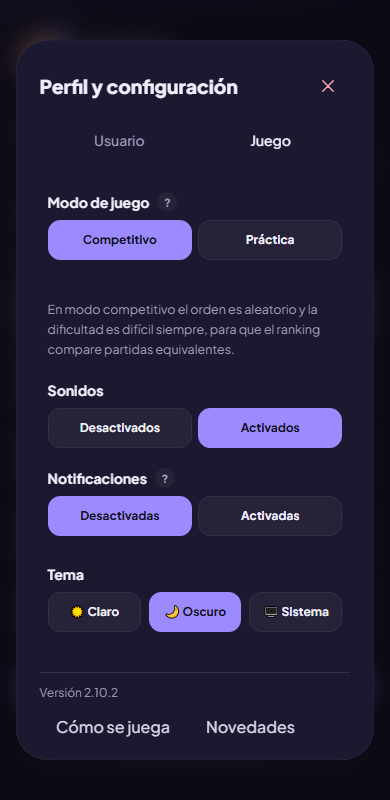 Perfil y configuración
Usuario Juego
Modo de juego ?
Competitivo Práctica
En modo competitivo el orden es aleatorio y la
dificultad es difícil siempre, para que el ranking
compare partidas equivalentes.
Sonidos
Desactivados Activados
Notificaciones ?
Desactivadas Activadas
Tema
Claro Oscuro Sistema
Versión 2.10.2
Cómo se juega Novedades